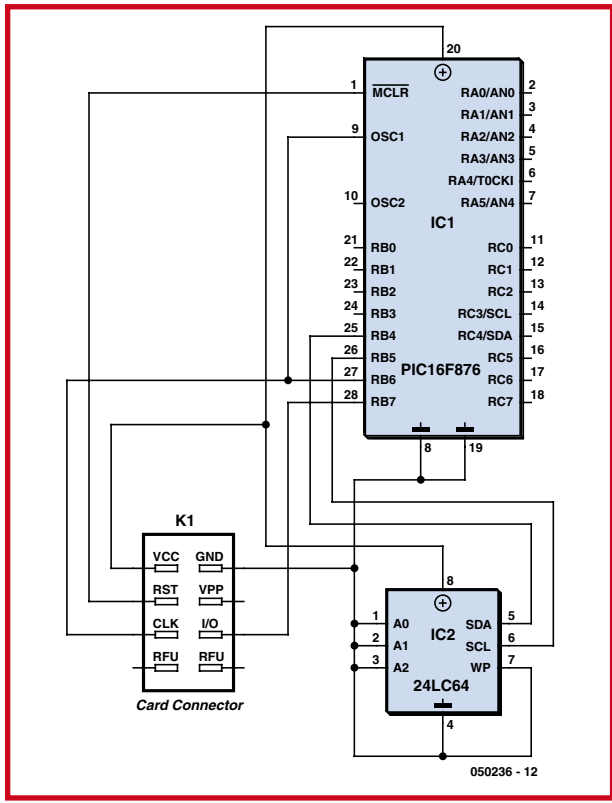 20
1 MCLR RA0/AN0 2
RA1/AN1 3
9 OSC1 RA2/AN2 4
RA3/AN3 5
RA4/T0CKI 6
10 OSC2 RA5/AN4 7
IC1
21 RB0 RC0 11
22 RB1 RC1 12
23 RB2 RC2 13
24 RB3 RC3/SCL 14
25 RB4 RC4/SDA 15
26 RB5 RC5 16
PIC16F876
27 RB6 RC6 17
28 RB7 RC7 18
8 19
K1
VCC GND
RST VPP
CLK I/O
RFU RFU
Card Connector
8
1 A0 SDA 5
IC2
2 A1 SCL 6
3 A2 WP 7
24LC64
4
050236 - 12